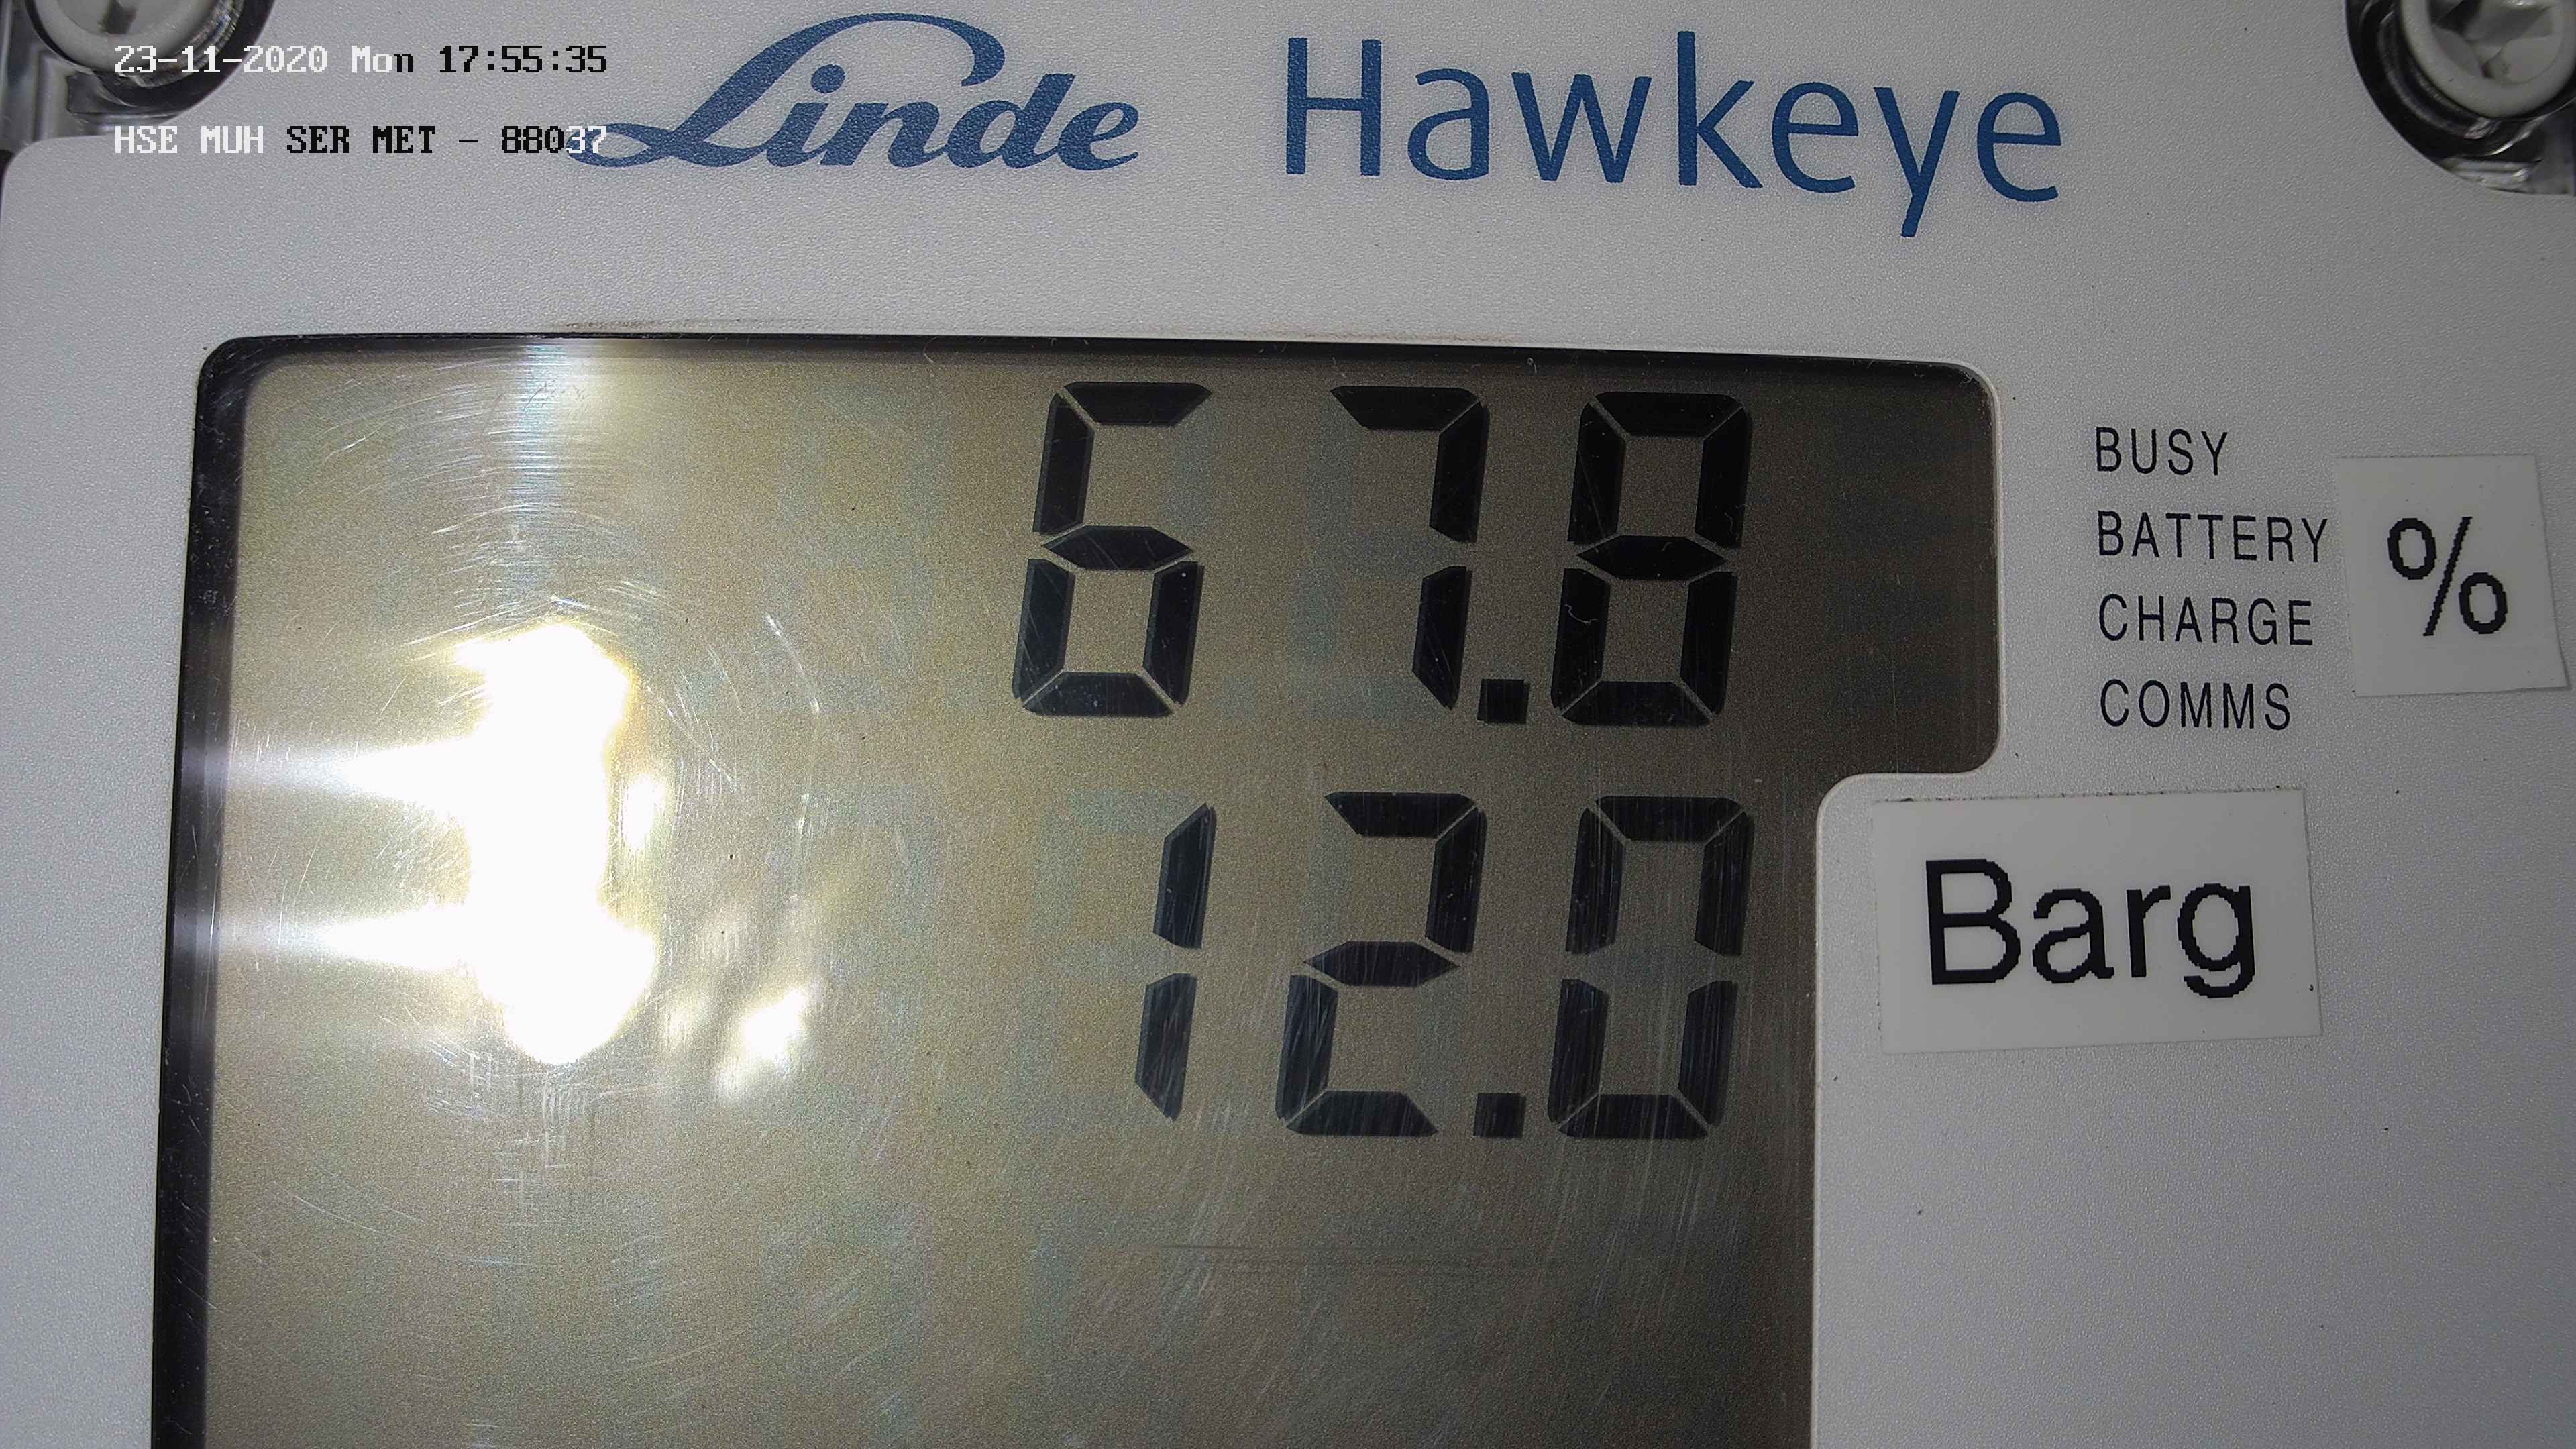 23-11-2020 Mon 17:55:35
HSE MUH SER MET - 88037
Linde Hawkeye
67.8
BUSY
BATTERY
CHARGE
COMMS
%
12.0
Barg